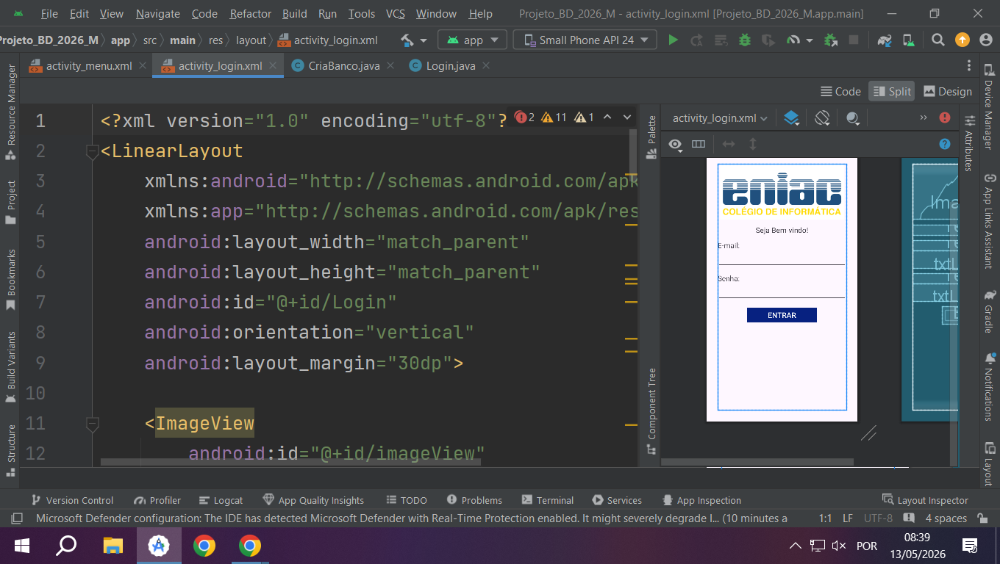 File Edit View Navigate Code Refactor Build Run Tools VCS Window Help Projeto_BD_2026_M - activity_login.xml [Projeto_BD_2026_M.app.main]
Projeto_BD_2026_M app src main res layout activity_login.xml app Small Phone API 24
activity_menu.xml activity_login.xml CriaBanco.java Login.java
Code Split Design
Resource Manager
Project
Bookmarks
Build Variants
Structure
1 <?xml version="1.0" encoding="utf-8"?
2 11 1
2 <LinearLayout
3 xmlns:android="http://schemas.android.com/apk
4 xmlns:app="http://schemas.android.com/apk/res
5 android:layout_width="match_parent"
6 android:layout_height="match_parent"
7 android:id="@+id/Login"
8 android:orientation="vertical"
9 android:layout_margin="30dp">
10
11 <ImageView
12 android:id="@+id/imageView"
Palette
Component Tree
activity_login.xml
eniac
COLÉGIO DE INFORMÁTICA
Seja Bem vindo!
E-mail:
Senha:
ENTRAR
Ima
txtL
txtL
Attributes
Device Manager
App Links Assistant
Gradle
Notifications
Layout
Version Control Profiler Logcat App Quality Insights TODO Problems Terminal Services App Inspection Layout Inspector
Microsoft Defender configuration: The IDE has detected Microsoft Defender with Real-Time Protection enabled. It might severely degrade I... (10 minutes a 1:1 LF UTF-8 4 spaces
POR
08:39
13/05/2026